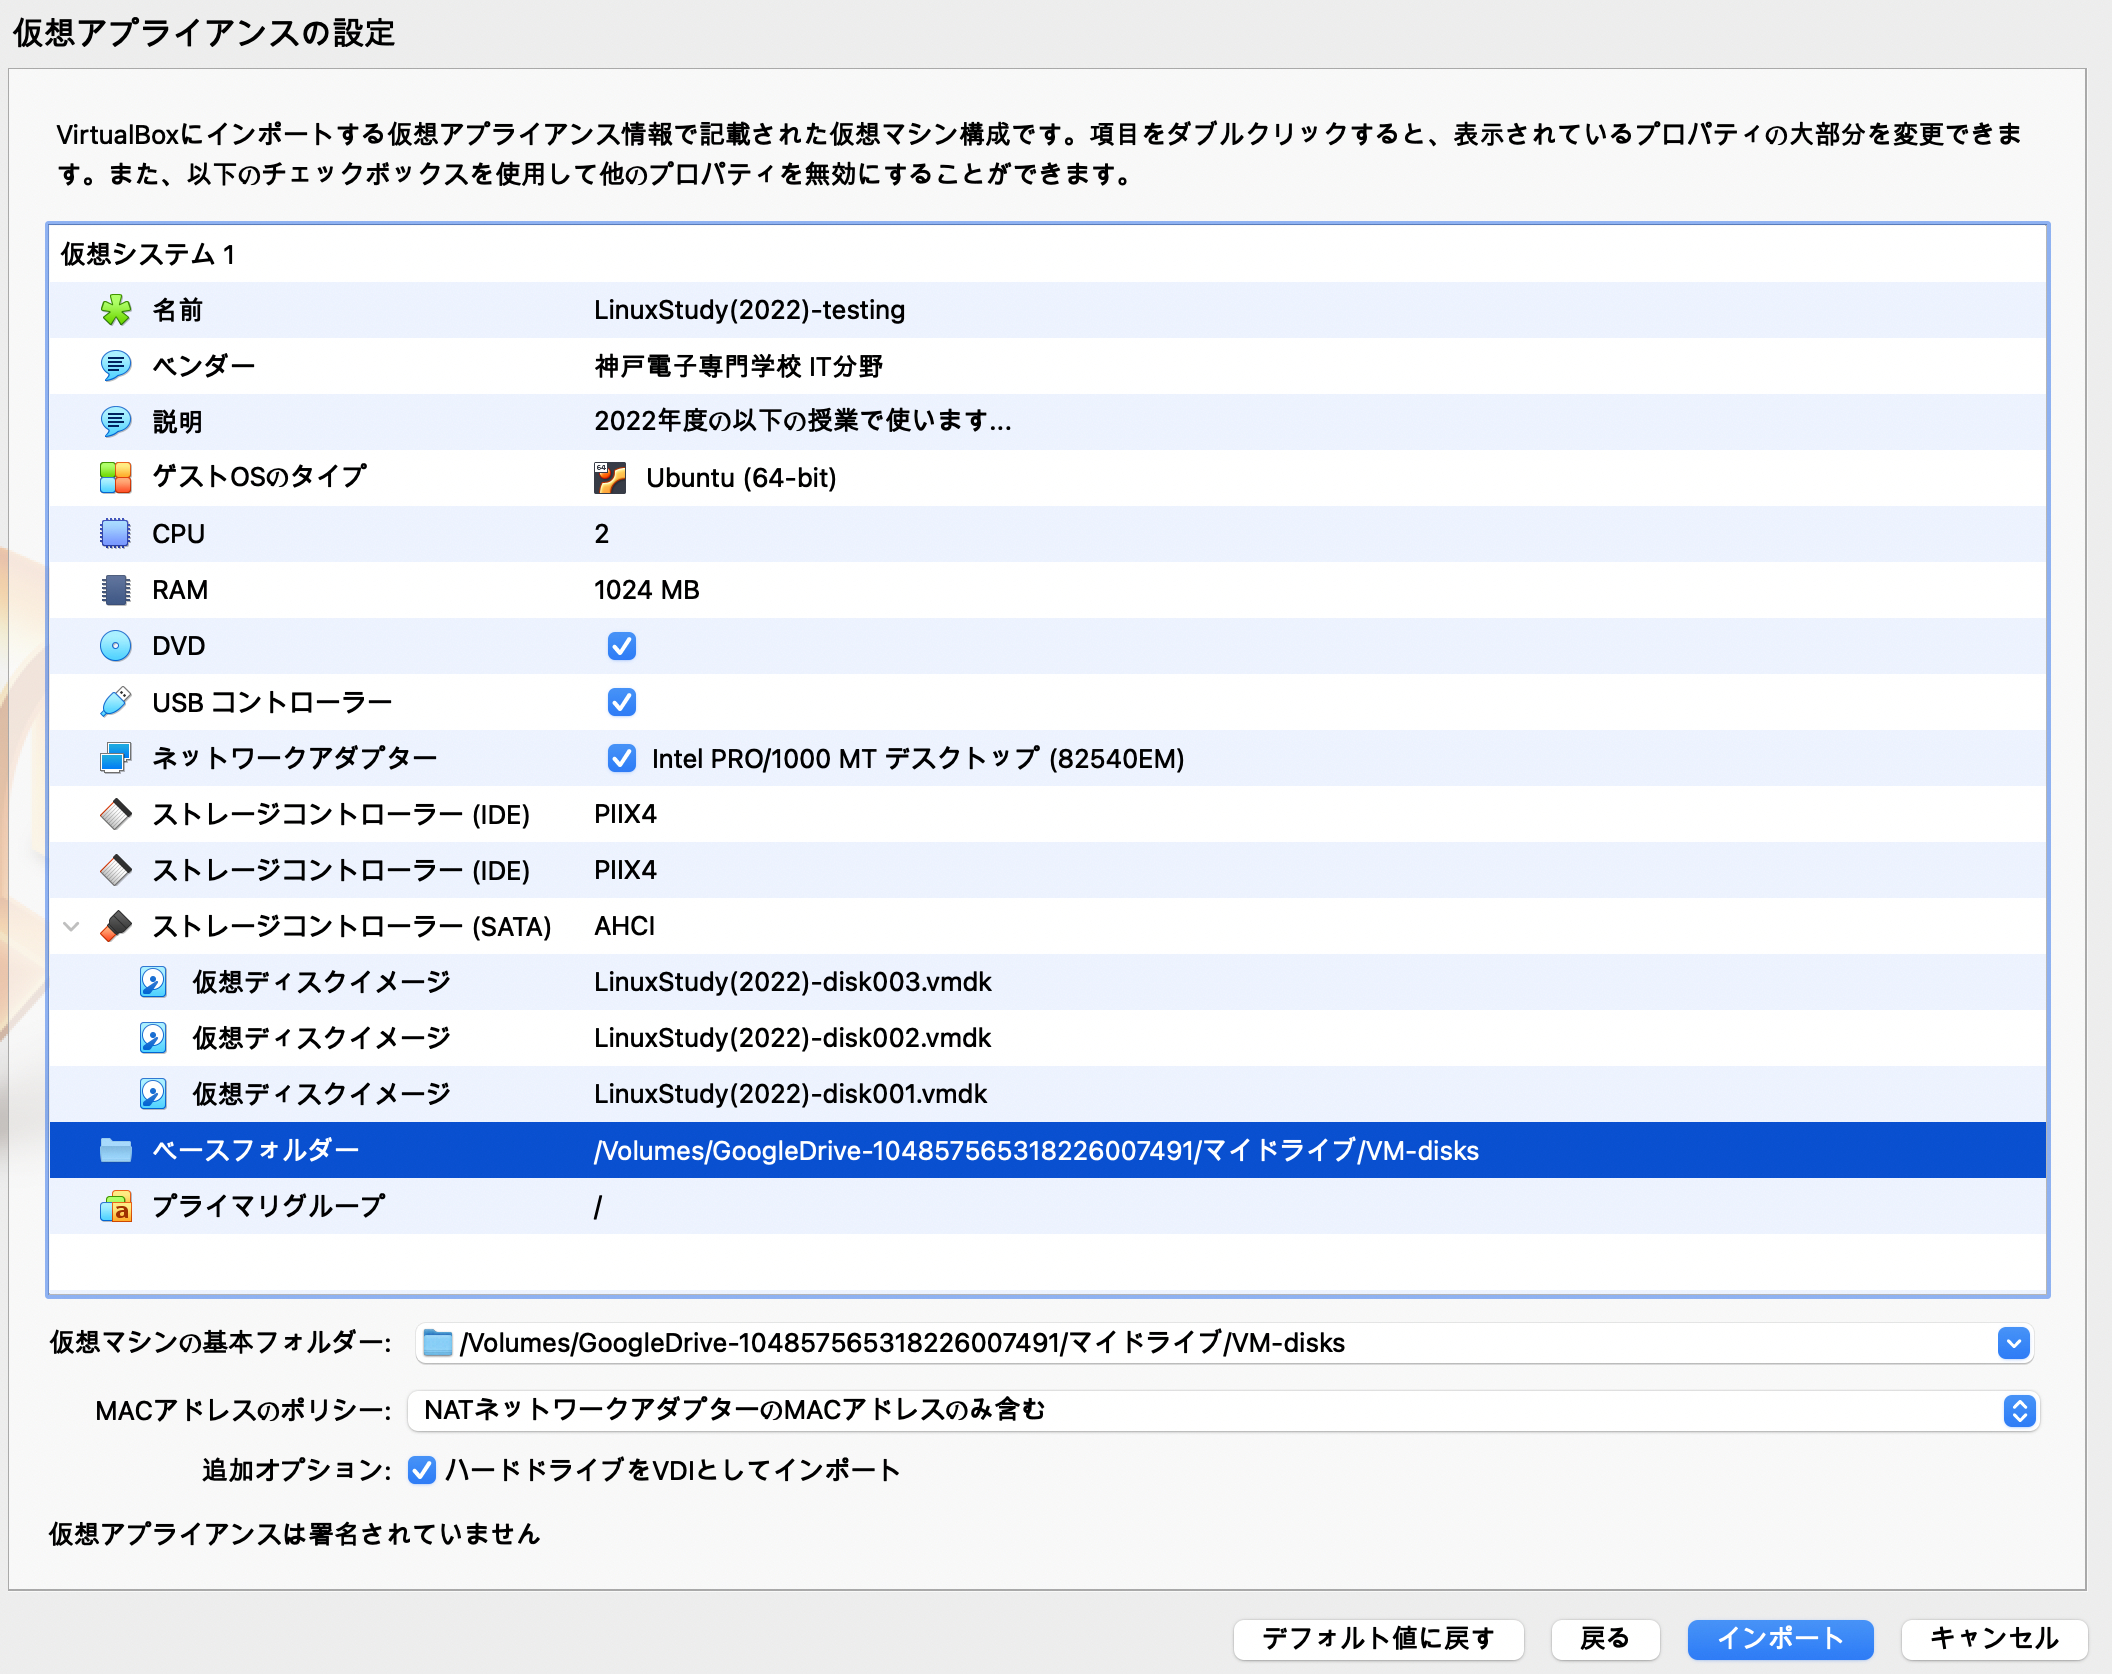 仮想アプライアンスの設定
VirtualBoxにインポートする仮想アプライアンス情報で記載された仮想マシン構成です。項目をダブルクリックすると、表示されているプロパティの大部分を変更できま
す。また、以下のチェックボックスを使用して他のプロパティを無効にすることができます。
仮想システム 1
名前 LinuxStudy(2022)-testing
ベンダー 神戸電子専門学校 IT分野
説明 2022年度の以下の授業で使います...
ゲストOSのタイプ 64 Ubuntu (64-bit)
CPU 2
RAM 1024 MB
DVD
USB コントローラー
ネットワークアダプター Intel PRO/1000 MT デスクトップ (82540EM)
ストレージコントローラー (IDE) PIIX4
ストレージコントローラー (IDE) PIIX4
ストレージコントローラー (SATA) AHCI
仮想ディスクイメージ LinuxStudy(2022)-disk003.vmdk
仮想ディスクイメージ LinuxStudy(2022)-disk002.vmdk
仮想ディスクイメージ LinuxStudy(2022)-disk001.vmdk
ベースフォルダー /Volumes/GoogleDrive-104857565318226007491/マイドライブ/VM-disks
a プライマリグループ /
仮想マシンの基本フォルダー: /Volumes/GoogleDrive-104857565318226007491/マイドライブ/VM-disks
MACアドレスのポリシー: NATネットワークアダプターのMACアドレスのみ含む
追加オプション: ハードドライブをVDIとしてインポート
仮想アプライアンスは署名されていません
デフォルト値に戻す 戻る インポート キャンセル